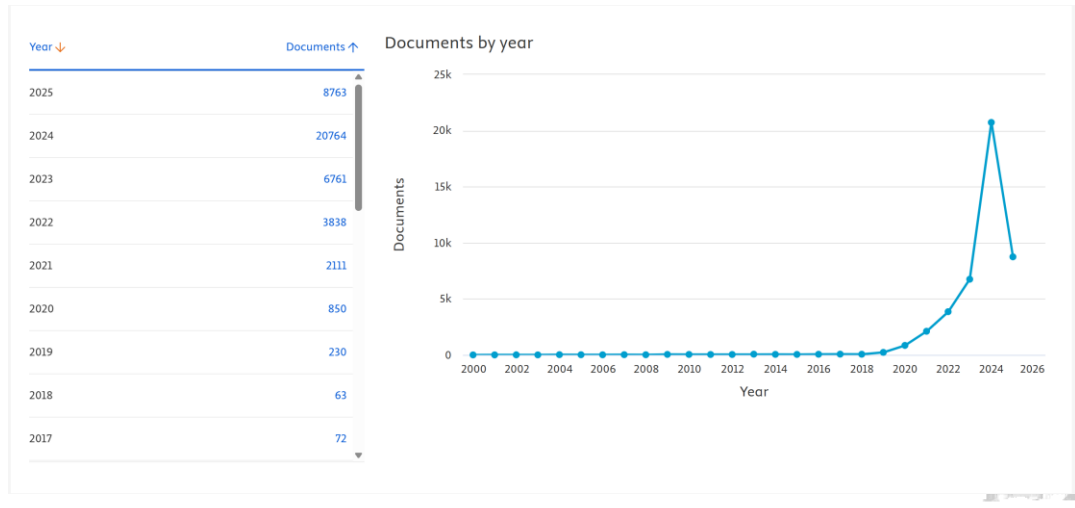 Year↓ Documents↑
2025 8763
2024 20764
2023 6761
2022 3838
2021 2111
2020 850
2019 230
2018 63
2017 72
Documents by year
25k
20k
15k
10k
5k
0
Documents
2000 2002 2004 2006 2008 2010 2012 2014 2016 2018 2020 2022 2024 2026
Year